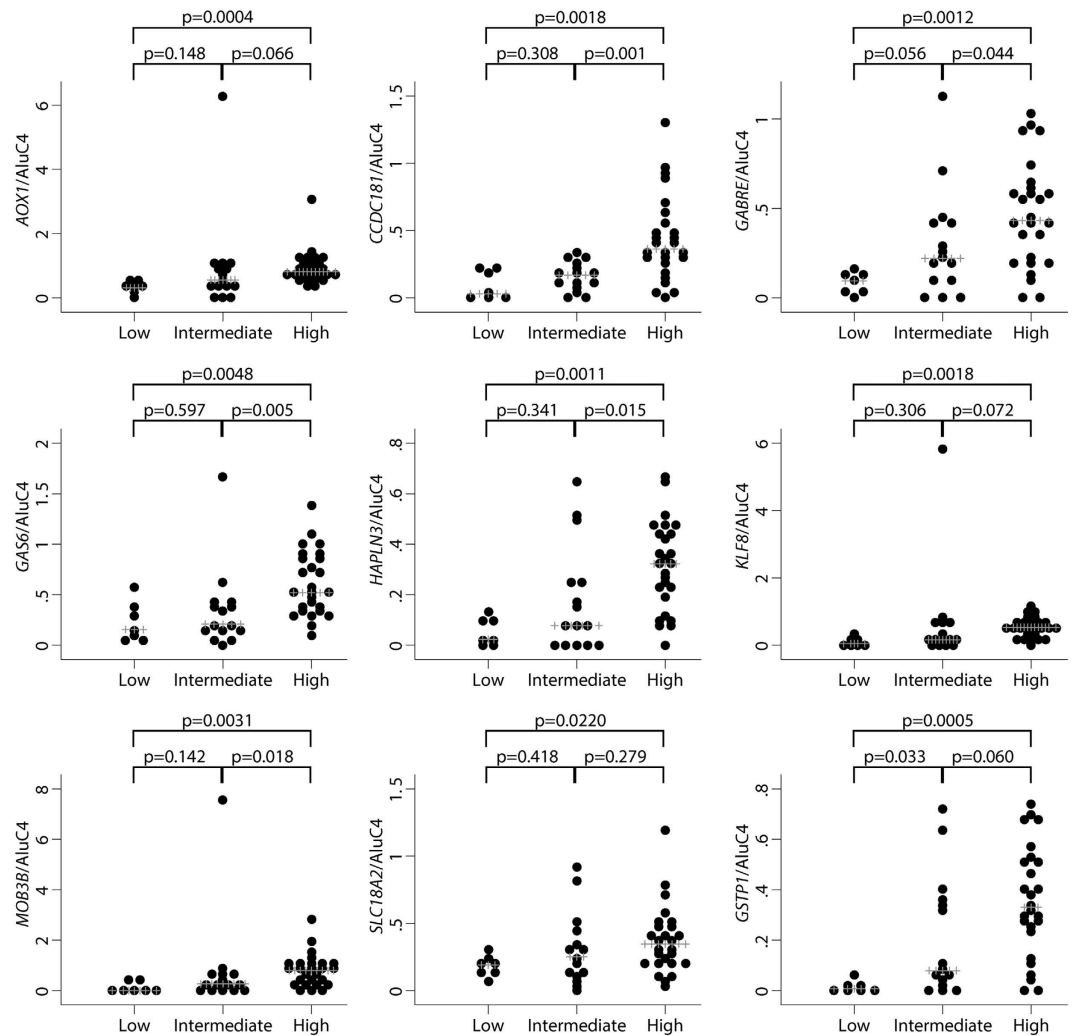 p=0.0004
p=0.148 p=0.066
AOX1/AluC4
6
4
2
0
Low Intermediate High
p=0.0018
p=0.308 p=0.001
CCDC181/AluC4
1.5
1
.5
0
Low Intermediate High
p=0.0012
p=0.056 p=0.044
GABRE/AluC4
1
.5
0
Low Intermediate High
p=0.0048
p=0.597 p=0.005
GAS6/AluC4
2
1.5
1
.5
0
Low Intermediate High
p=0.0011
p=0.341 p=0.015
HAPLN3/AluC4
.8
.6
.4
.2
0
Low Intermediate High
p=0.0018
p=0.306 p=0.072
KLF8/AluC4
6
4
2
0
Low Intermediate High
p=0.0031
p=0.142 p=0.018
MOB3B/AluC4
8
6
4
2
0
Low Intermediate High
p=0.0220
p=0.418 p=0.279
SLC18A2/AluC4
1.5
1
.5
0
Low Intermediate High
p=0.0005
p=0.033 p=0.060
GSTP1/AluC4
.8
.6
.4
.2
0
Low Intermediate High